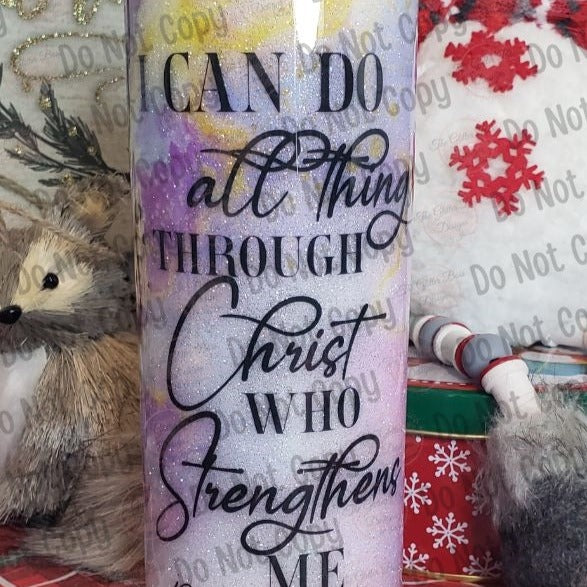 I CAN DO
all thing
THROUGH
Christ
WHO
Strengthens
ME
Do Not Copy